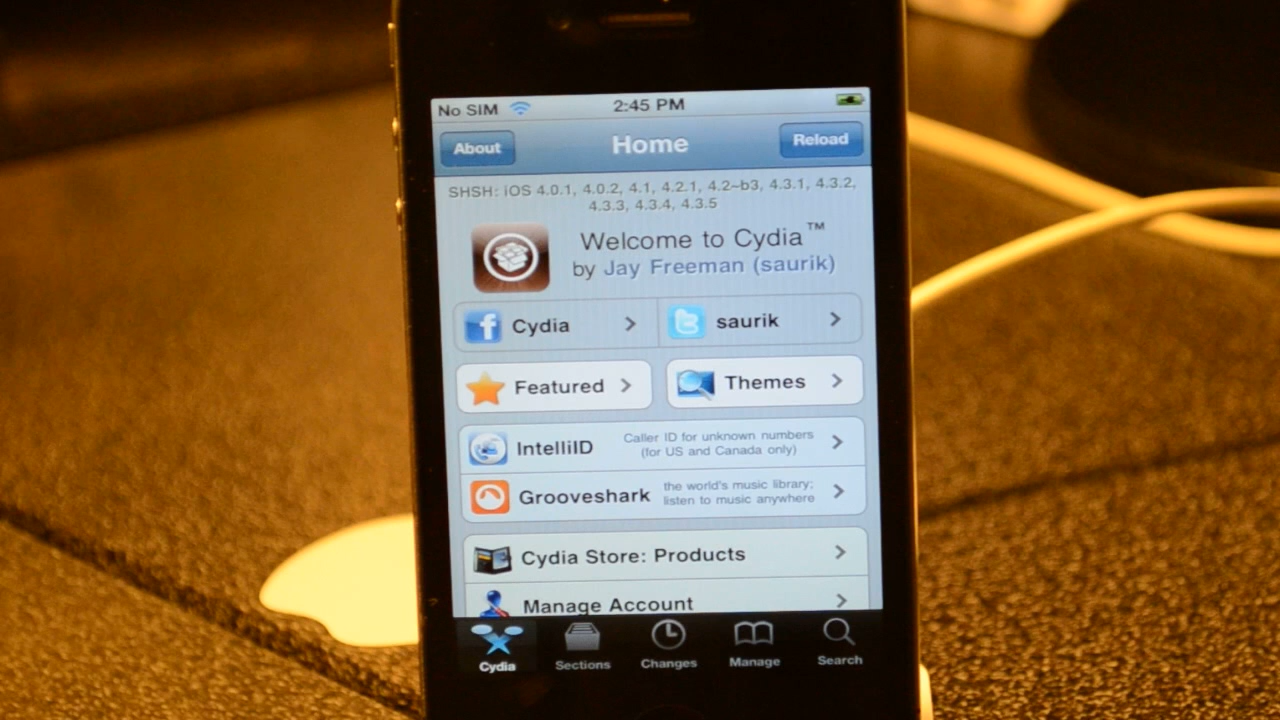 No SIM 2:45 PM
About Home Reload
SHSH: iOS 4.0.1, 4.0.2, 4.1, 4.2.1, 4.2~b3, 4.3.1, 4.3.2,
4.3.3, 4.3.4, 4.3.5
Welcome to Cydia™
by Jay Freeman (saurik)
Cydia saurik
Featured Themes
IntelliID Caller ID for unknown numbers
(for US and Canada only)
Grooveshark the world's music library;
listen to music anywhere
Cydia Store: Products
Manage Account
Cydia Sections Changes Manage Search